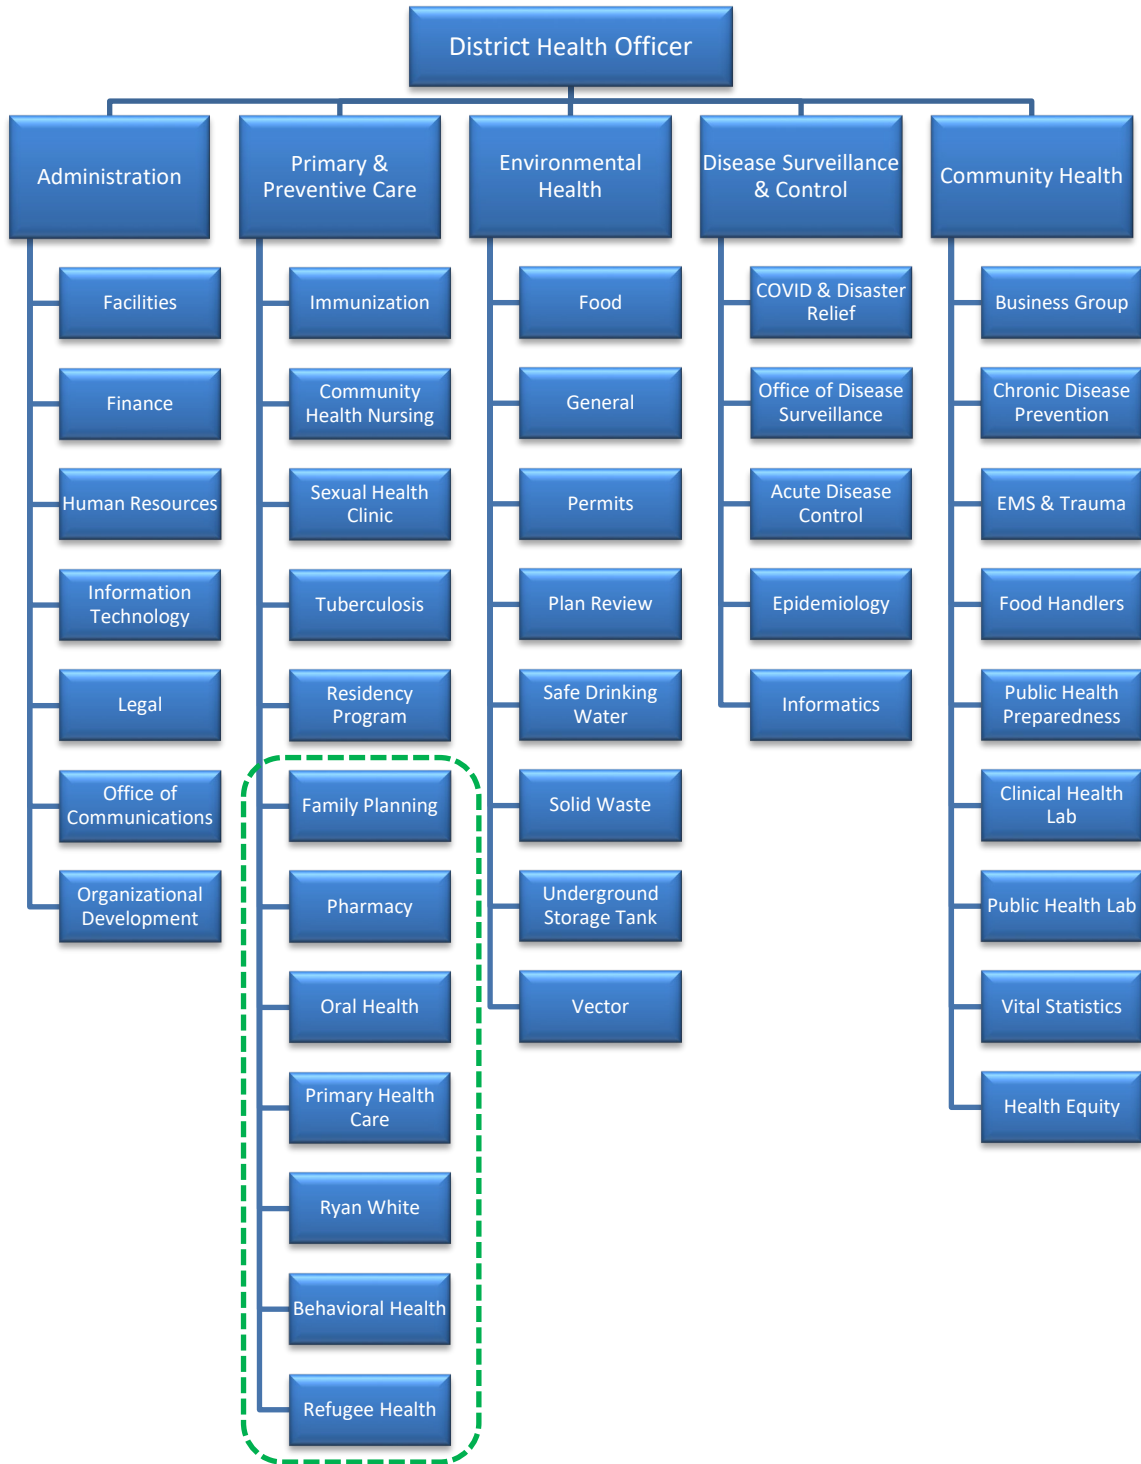 District Health Officer
Administration
Facilities
Finance
Human Resources
Information
Technology
Legal
Office of
Communications
Organizational
Development
Primary &
Preventive Care
Immunization
Community
Health Nursing
Sexual Health
Clinic
Tuberculosis
Residency
Program
Family Planning
Pharmacy
Oral Health
Primary Health
Care
Ryan White
Behavioral Health
Refugee Health
Environmental
Health
Food
General
Permits
Plan Review
Safe Drinking
Water
Solid Waste
Underground
Storage Tank
Vector
Disease Surveillance
& Control
COVID & Disaster
Relief
Office of Disease
Surveillance
Acute Disease
Control
Epidemiology
Informatics
Community Health
Business Group
Chronic Disease
Prevention
EMS & Trauma
Food Handlers
Public Health
Preparedness
Clinical Health
Lab
Public Health Lab
Vital Statistics
Health Equity